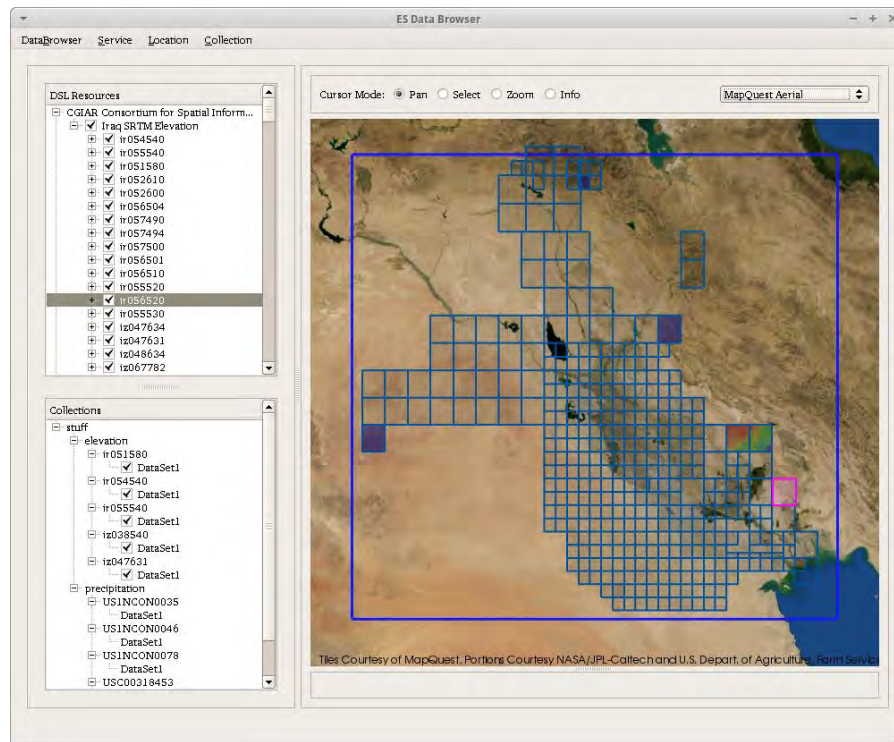 ES Data Browser
DataBrowser Service Location Collection
DSL Resources
CGIAR Consortium for Spatial Inform...
Iraq SRTM Elevation
ir054540
ir055540
ir051580
ir052610
ir052600
ir056504
ir057490
ir057494
ir057500
ir056501
ir056510
ir055520
ir056520
ir055530
iz047634
iz047631
iz048634
iz067782
Collections
stuff
elevation
ir051580
DataSet1
ir054540
DataSet1
ir055540
DataSet1
iz038540
DataSet1
iz047631
DataSet1
precipitation
US1NCON0035
DataSet1
US1NCON0046
DataSet1
US1NCON0078
DataSet1
USC00318453
Cursor Mode: Pan Select Zoom Info MapQuest Aerial
Tiles Courtesy of MapQuest, Portions Courtesy NASA/JPL-Caltech and U.S. Depart. of Agriculture, Farm Servic